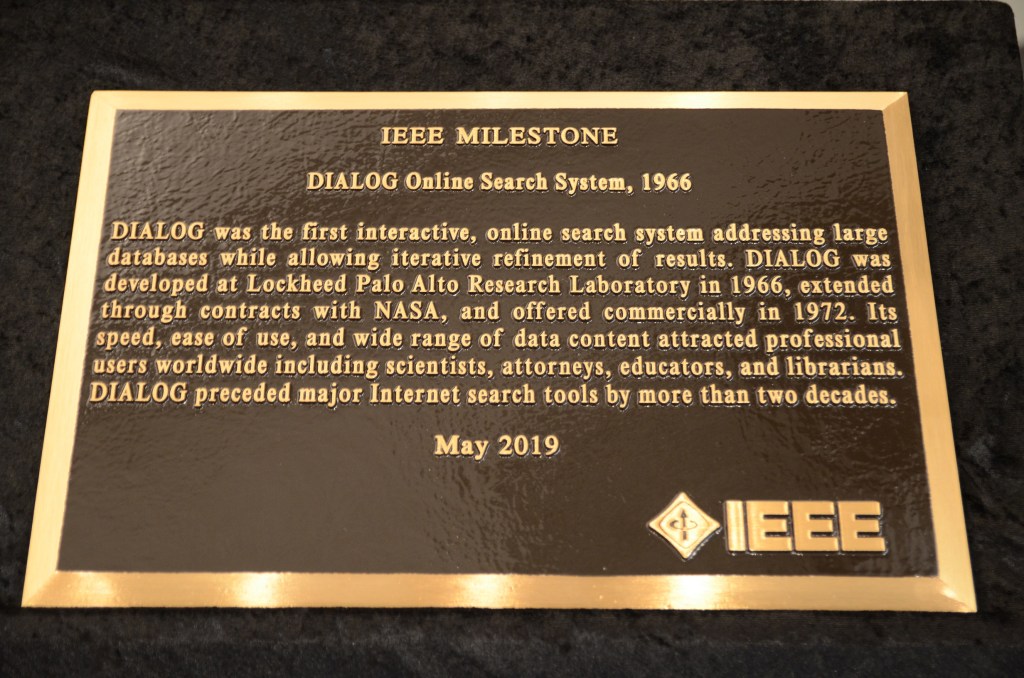 IEEE MILESTONE
DIALOG Online Search System, 1966
DIALOG was the first interactive, online search system addressing large
databases while allowing iterative refinement of results. DIALOG was
developed at Lockheed Palo Alto Research Laboratory in 1966, extended
through contracts with NASA, and offered commercially in 1972. Its
speed, ease of use, and wide range of data content attracted professional
users worldwide including scientists, attorneys, educators, and librarians.
DIALOG preceded major Internet search tools by more than two decades.
May 2019
IEEE